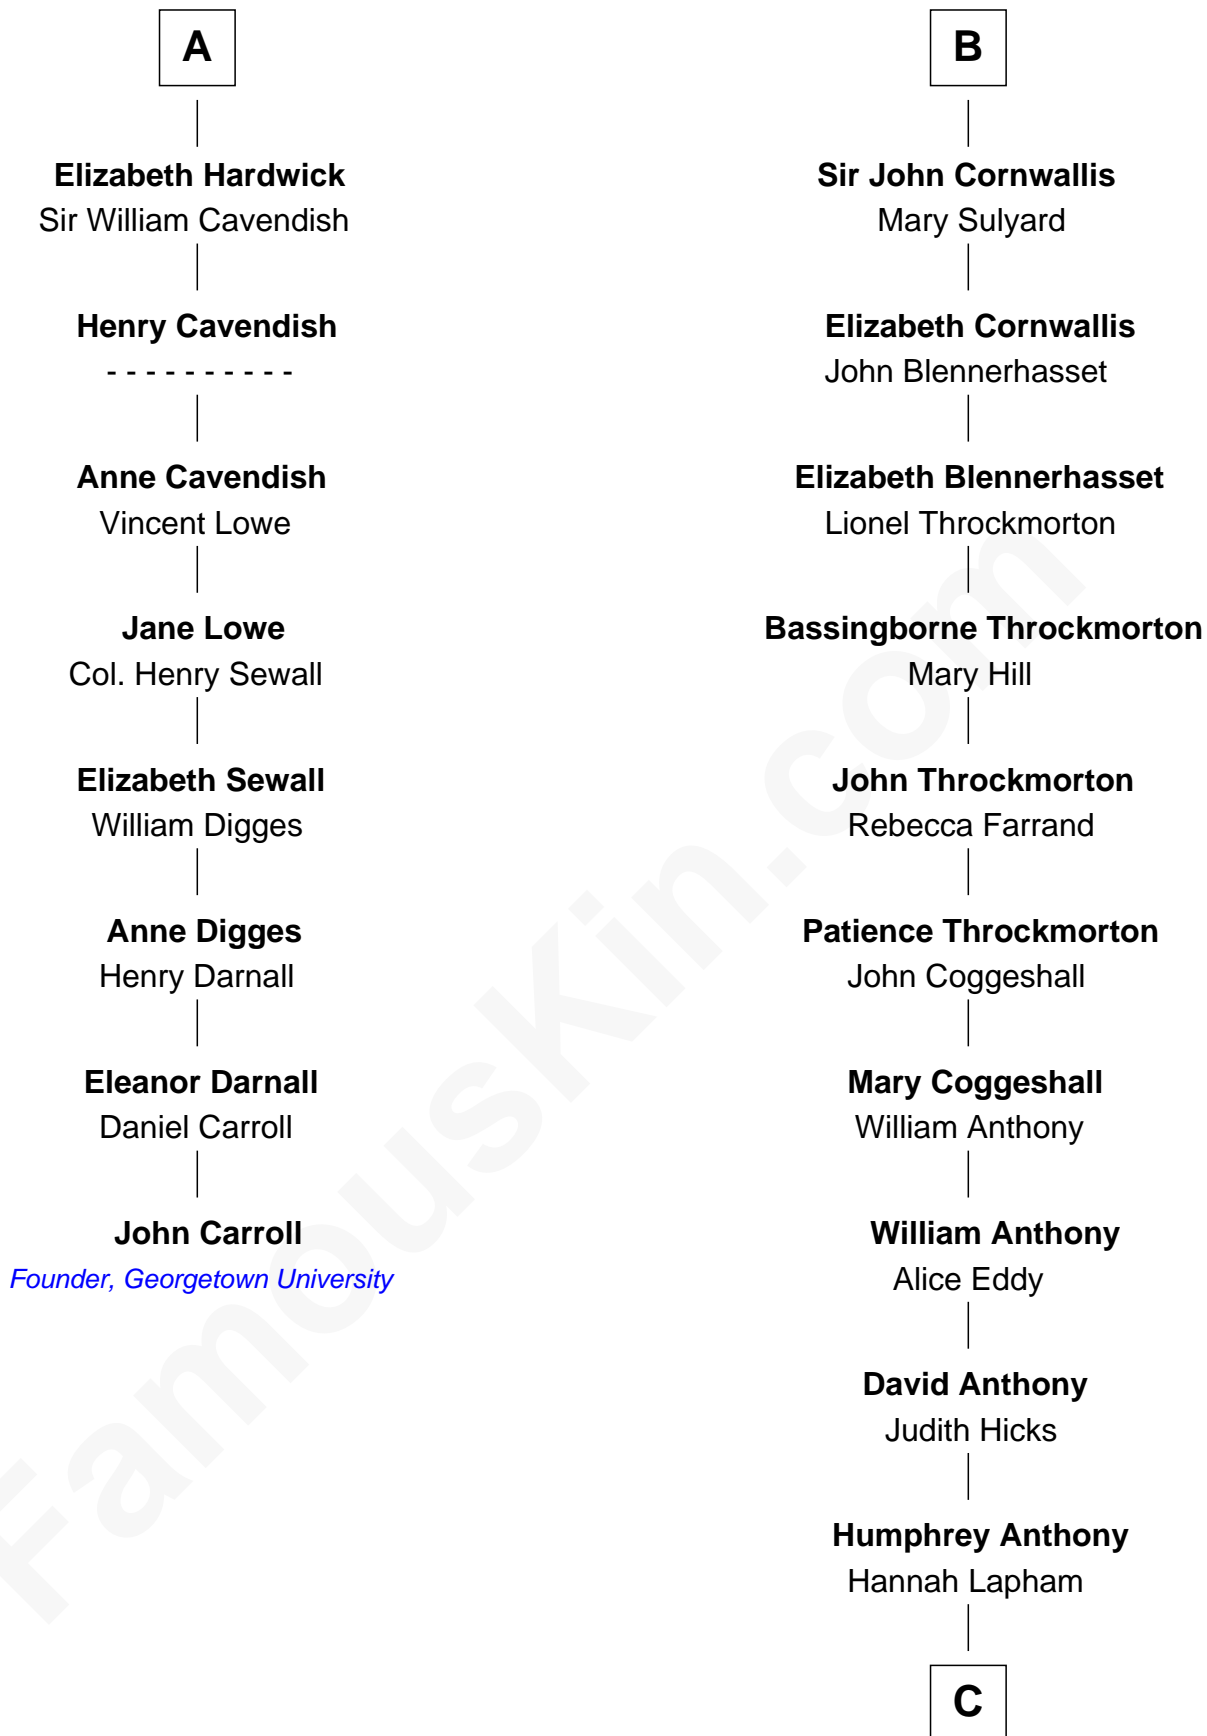 A
Elizabeth Hardwick
Sir William Cavendish
Henry Cavendish
- - - - - - - - - -
Anne Cavendish
Vincent Lowe
Jane Lowe
Col. Henry Sewall
Elizabeth Sewall
William Digges
Anne Digges
Henry Darnall
Eleanor Darnall
Daniel Carroll
John Carroll
Founder, Georgetown University
B
Sir John Cornwallis
Mary Sulyard
Elizabeth Cornwallis
John Blennerhasset
Elizabeth Blennerhasset
Lionel Throckmorton
Bassingborne Throckmorton
Mary Hill
John Throckmorton
Rebecca Farrand
Patience Throckmorton
John Coggeshall
Mary Coggeshall
William Anthony
William Anthony
Alice Eddy
David Anthony
Judith Hicks
Humphrey Anthony
Hannah Lapham
C
FamousKin.com